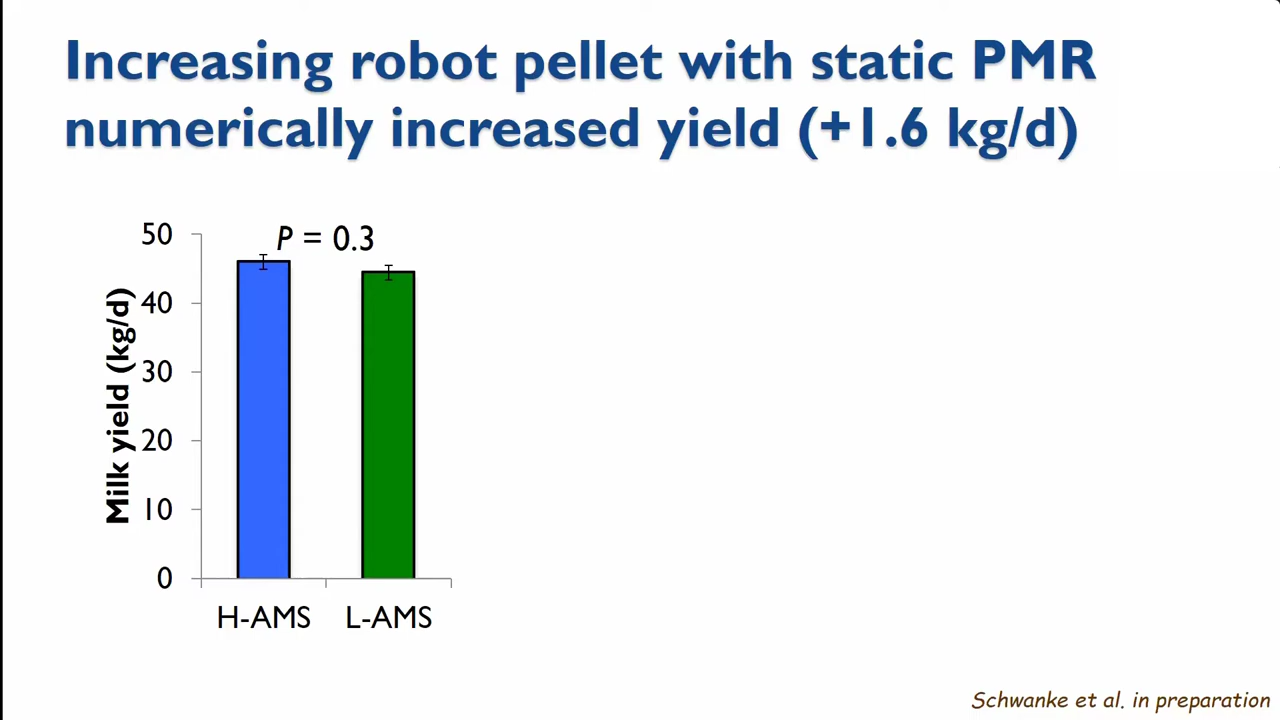 Increasing robot pellet with static PMR
numerically increased yield (+1.6 kg/d)
P = 0.3
Milk yield (kg/d)
50
40
30
20
10
0
H-AMS
L-AMS
Schwanke et al. in preparation